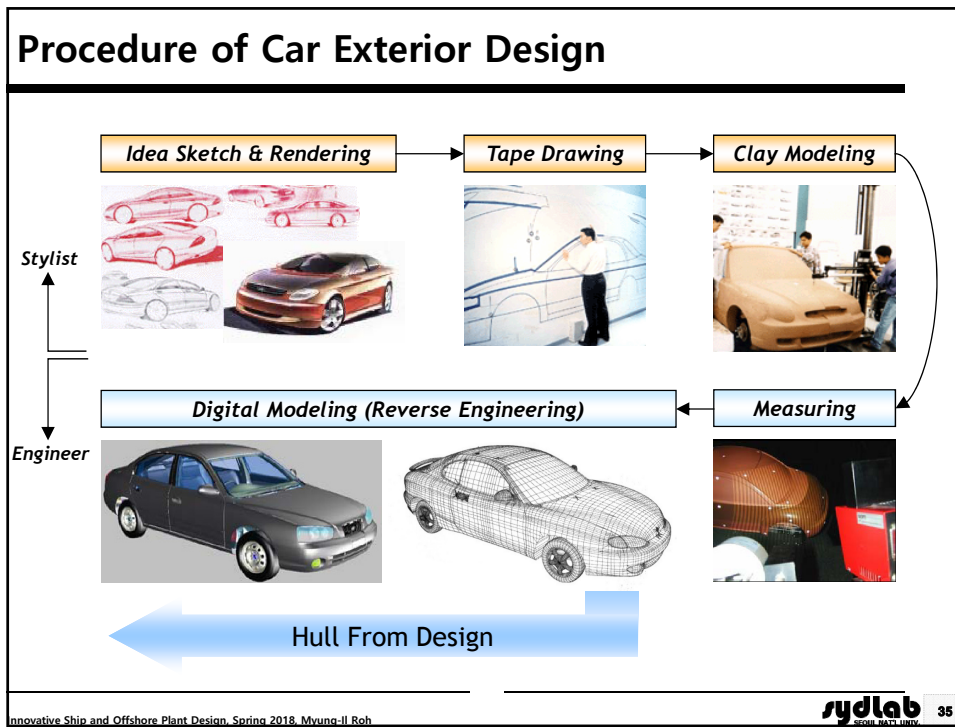 Procedure of Car Exterior Design
Idea Sketch & Rendering
Tape Drawing
Clay Modeling
Stylist
Engineer
Digital Modeling (Reverse Engineering)
Measuring
Hull From Design
Innovative Ship and Offshore Plant Design, Spring 2018, Myung-Il Roh
sydlab
SEOUL NAT'L UNIV.
35